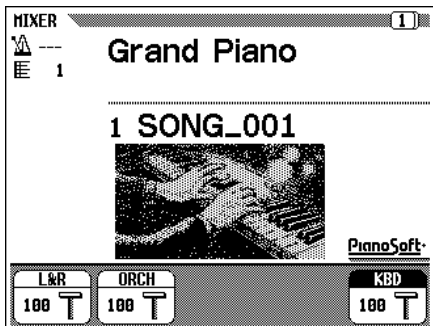 MIXER 1
---
1
Grand Piano
1 SONG_001
PianoSoft·
L&R ORCH KBD
100 100 100